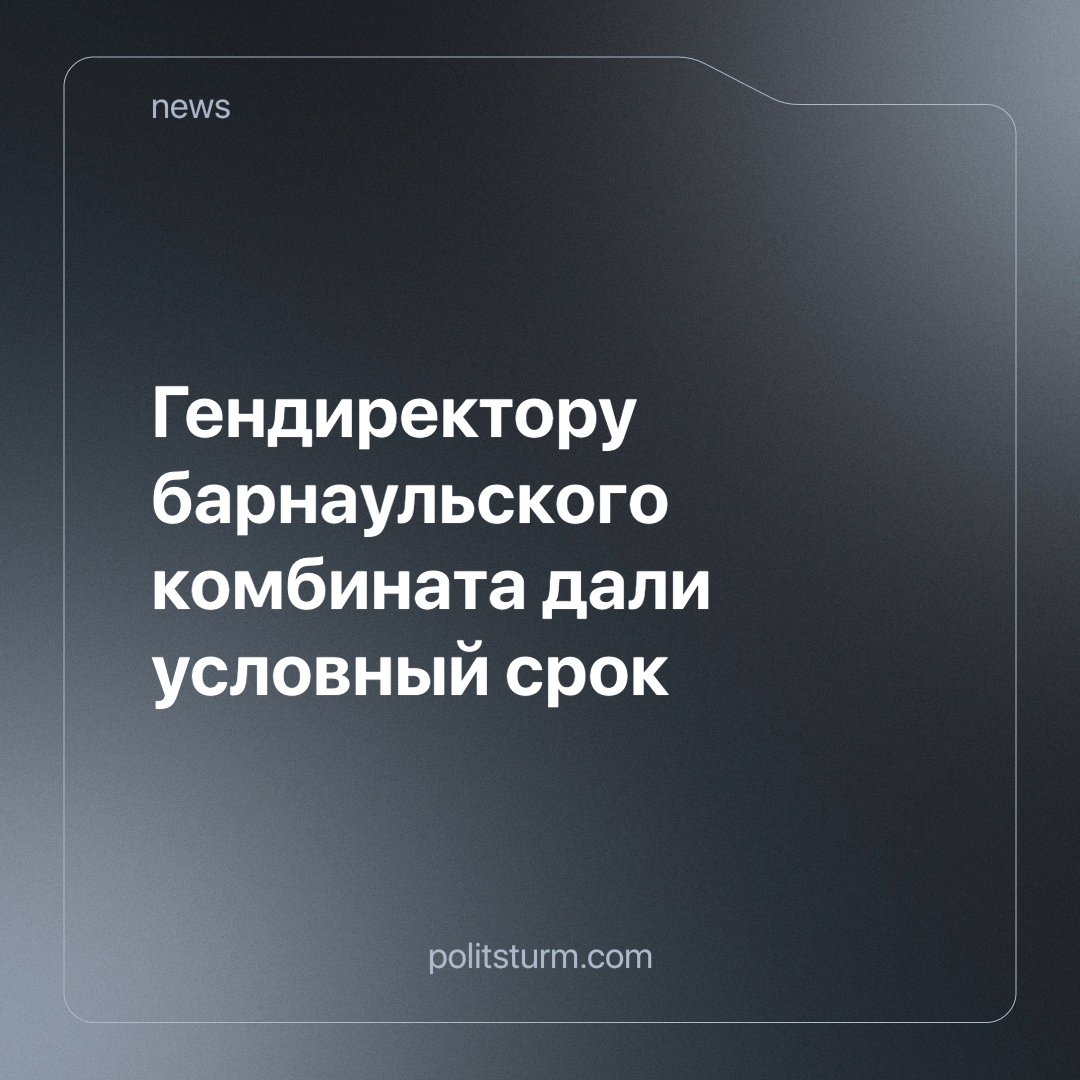 news
Гендиректору
барнаульского
комбината дали
условный срок
politsturm.com